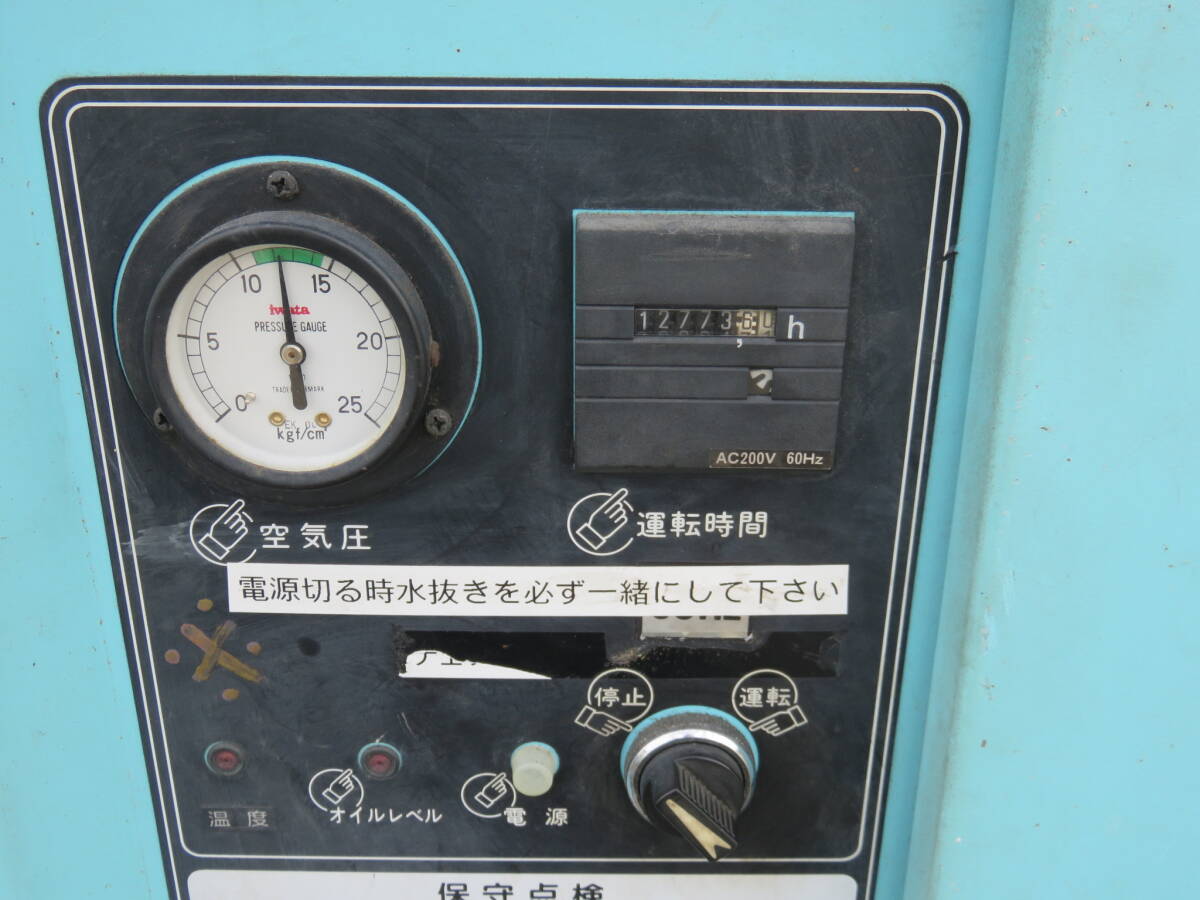 10 15
iwata
PRESSURE GAUGE
5 20
0 25
kgf/cm²
12773
h
AC200V 60Hz
空気圧
運転時間
電源切る時水抜きを必ず一緒にして下さい
停止
運転
温度
オイルレベル
電源
保守点検